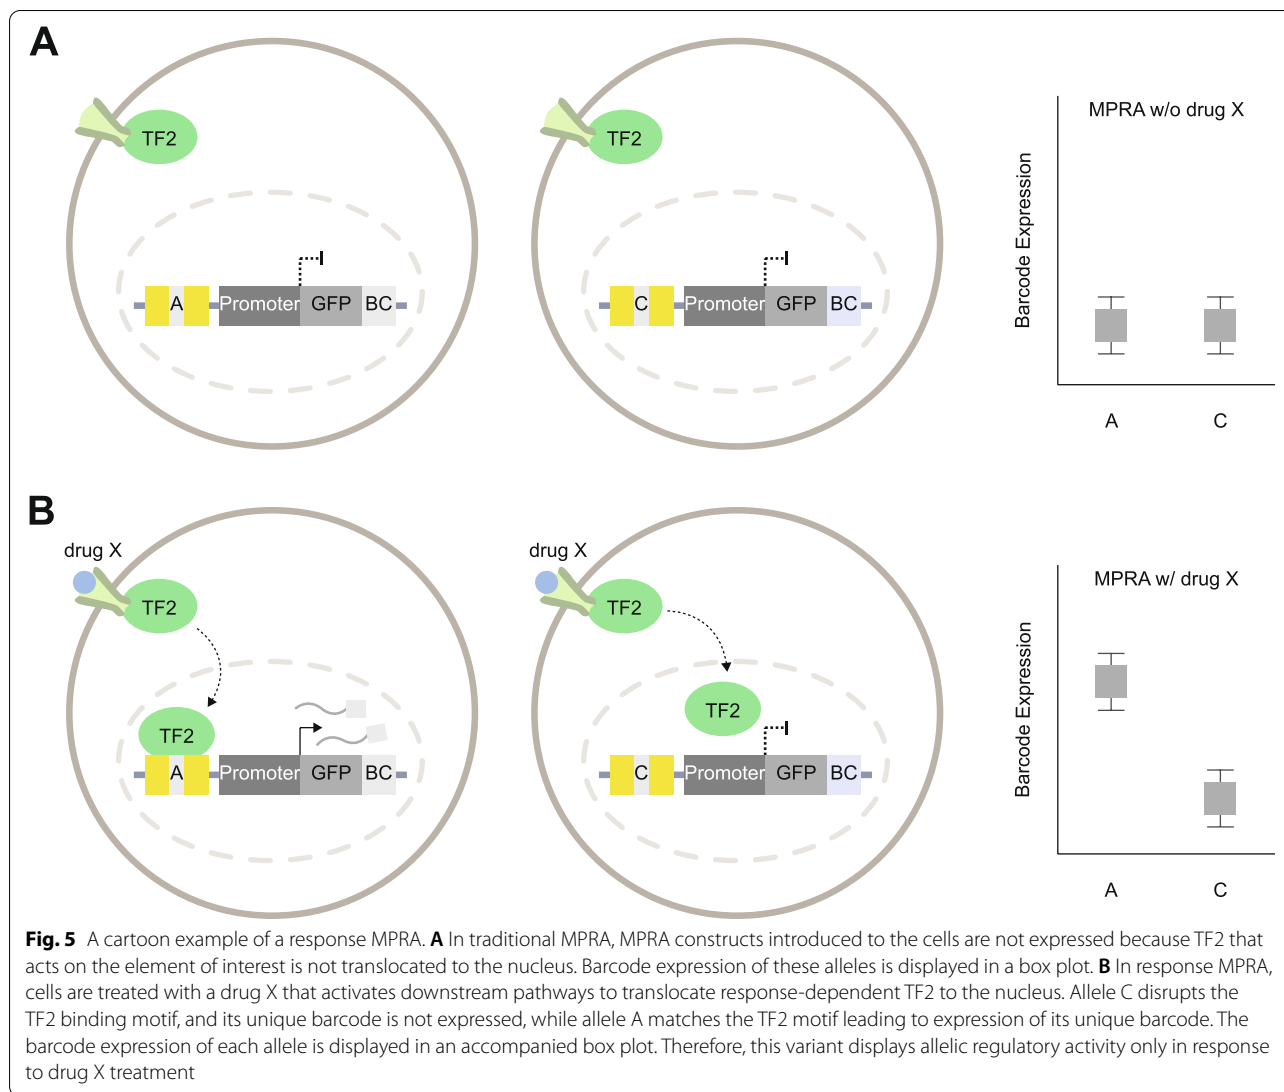 A
TF2
TF2
MPRA w/o drug X
Barcode Expression
A Promoter GFP BC
C Promoter GFP BC
A C
B
drug X
drug X
TF2
TF2
MPRA w/ drug X
Barcode Expression
TF2
TF2
A Promoter GFP BC
C Promoter GFP BC
A C
Fig. 5 A cartoon example of a response MPRA. A In traditional MPRA, MPRA constructs introduced to the cells are not expressed because TF2 that
acts on the element of interest is not translocated to the nucleus. Barcode expression of these alleles is displayed in a box plot. B In response MPRA,
cells are treated with a drug X that activates downstream pathways to translocate response-dependent TF2 to the nucleus. Allele C disrupts the
TF2 binding motif, and its unique barcode is not expressed, while allele A matches the TF2 motif leading to expression of its unique barcode. The
barcode expression of each allele is displayed in an accompanied box plot. Therefore, this variant displays allelic regulatory activity only in response
to drug X treatment